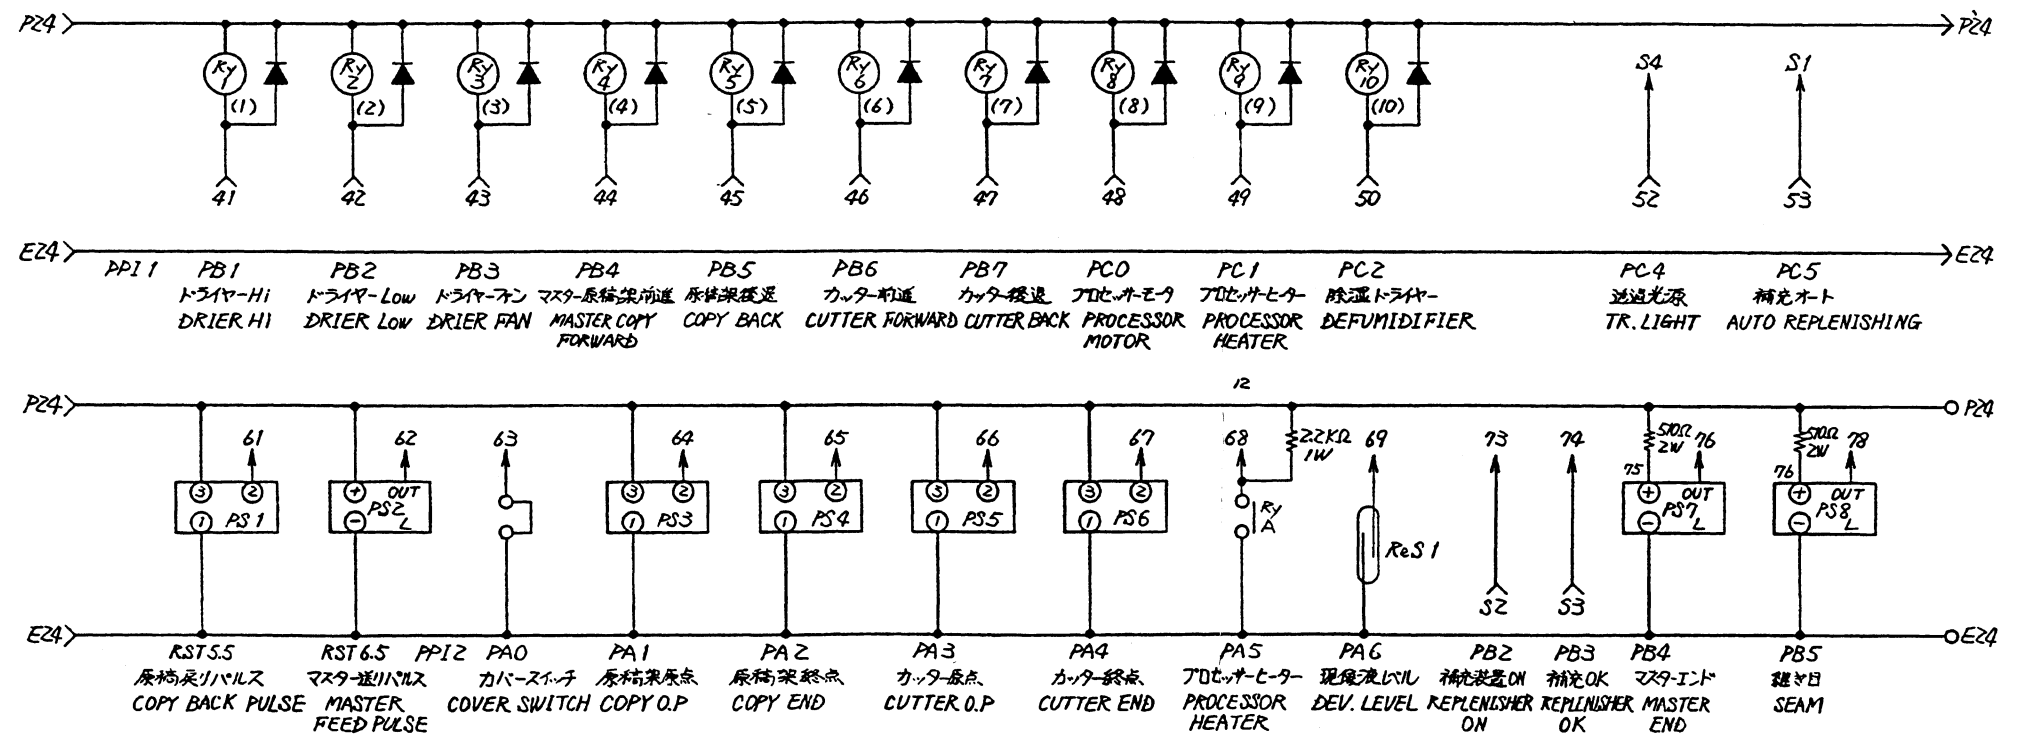 PZ4 PZ4
Ry 1 Ry 2 Ry 3 Ry 4 Ry 5 Ry 6 Ry 7 Ry 8 Ry 9 Ry 10 S4 S1
(1) (2) (3) (4) (5) (6) (7) (8) (9) (10)
41 42 43 44 45 46 47 48 49 50 52 53
EZ4 EZ4
PPI 1 PB1 PB2 PB3 PB4 PB5 PB6 PB7 PC0 PC1 PC2 PC4 PC5
ドライヤーHi ドライヤーLow ドライヤーファン マスター原稿架前進 原稿架後退 カッター前進 カッター後退 プロセッサーモータ プロセッサーヒーター 除湿ドライヤー 透過光源 補充オート
DRIER Hi DRIER Low DRIER FAN MASTER COPY COPY BACK CUTTER FORWARD CUTTER BACK PROCESSOR PROCESSOR DEFUMIDIFIER TR. LIGHT AUTO REPLENISHING
FORWARD MOTOR HEATER
12
PZ4 PZ4
61 62 63 64 65 66 67 68 2.2KΩ 69 73 74 510Ω 76 510Ω 78
1W 2W 2W
75 76
3 2 + OUT 3 2 3 2 3 2 3 2 + OUT + OUT
1 PS1 - PS2 L 1 PS3 1 PS4 1 PS5 1 PS6 Ry A - PS7 L - PS8 L
ReS 1
S2 S3
EZ4 EZ4
RST 5.5 RST 6.5 PPI2 PA0 PA1 PA2 PA3 PA4 PA5 PA6 PB2 PB3 PB4 PB5
原稿戻りパルス マスター送りパルス カバースイッチ 原稿架原点 原稿架終点 カッター原点 カッター終点 プロセッサーヒーター 現像液レベル 補充装置ON 補充OK マスターエンド 継ぎ目
COPY BACK PULSE MASTER COVER SWITCH COPY O.P COPY END CUTTER O.P CUTTER END PROCESSOR DEV. LEVEL REPLENISHER REPLINISHER MASTER SEAM
FEED PULSE HEATER ON OK END